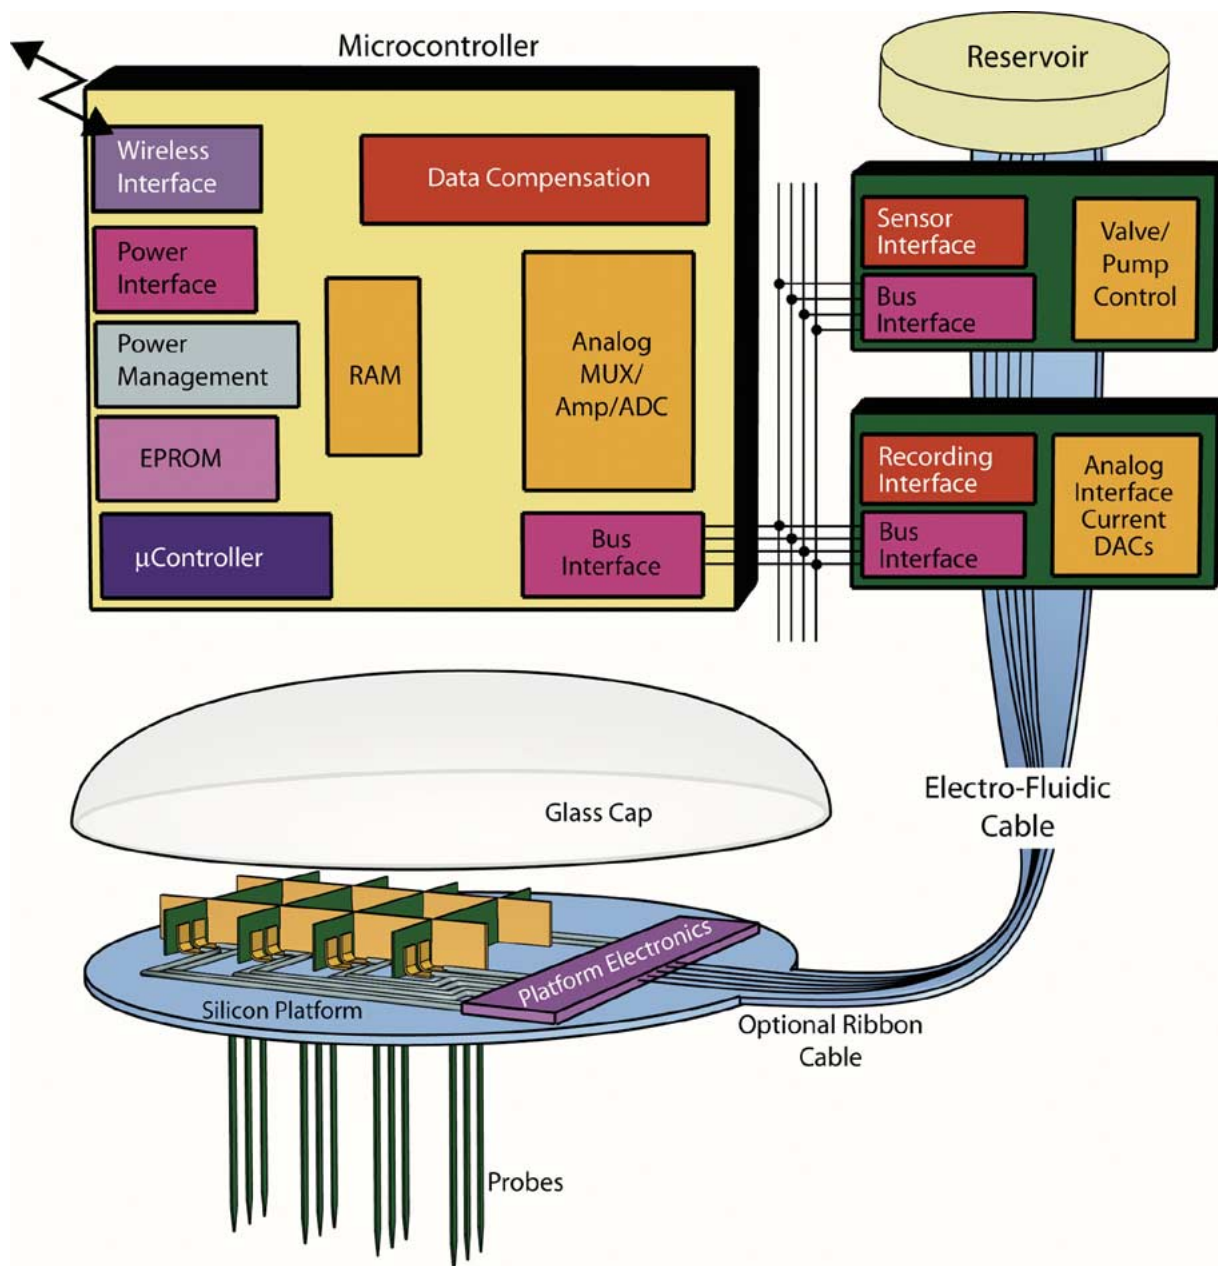 Microcontroller
Reservoir
Wireless
Interface
Data Compensation
Power
Interface
Power
Management
RAM
Analog
MUX/
Amp/ADC
EPROM
μController
Bus
Interface
Sensor
Interface
Valve/
Pump
Control
Bus
Interface
Recording
Interface
Analog
Interface
Current
DACs
Bus
Interface
Glass Cap
Electro-Fluidic
Cable
Platform Electronics
Silicon Platform
Optional Ribbon
Cable
Probes